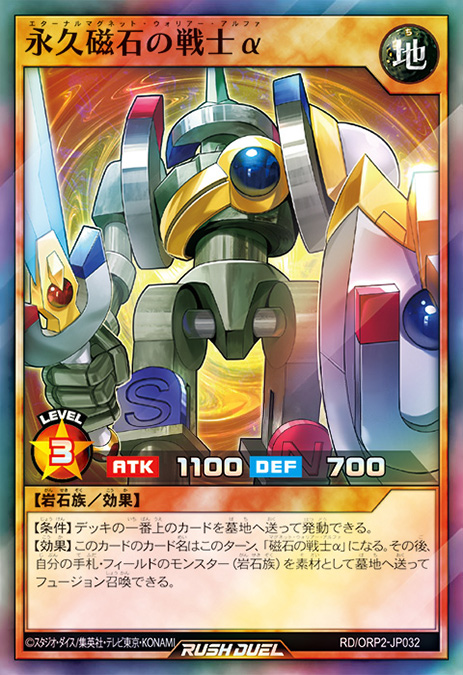 エターナルマグネット・ウォリアー・アルファ
永久磁石の戦士α
地
S
N
LEVEL
3
ATK 1100 DEF 700
【岩石族／効果】
【条件】デッキの一番上のカードを墓地へ送って発動できる。
【効果】このカードのカード名はこのターン、「磁石の戦士α」になる。その後、
自分の手札・フィールドのモンスター（岩石族）を素材として墓地へ送って
フュージョン召喚できる。
©スタジオ・ダイス/集英社・テレビ東京・KONAMI
RUSH DUEL
RD/ORP2-JP032